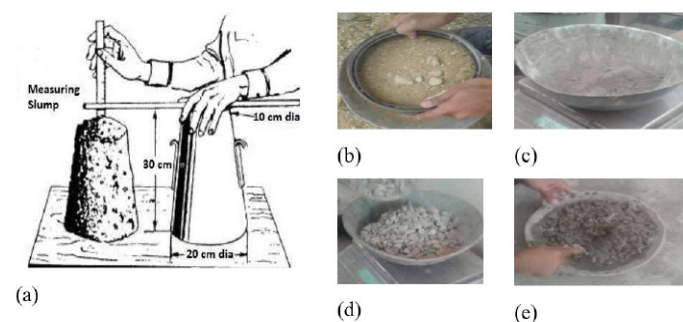 Measuring
Slump
10 cm dia
30 cm
20 cm dia
(a)
(b)
(c)
(d)
(e)